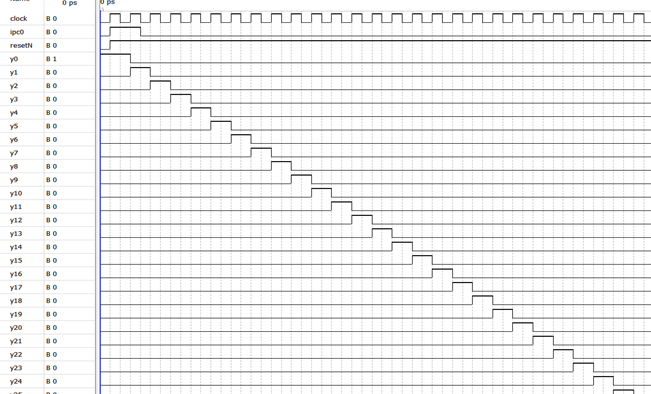 0 ps 0 ps
clock B 0
ipc0 B 0
resetN B 0
y0 B 1
y1 B 0
y2 B 0
y3 B 0
y4 B 0
y5 B 0
y6 B 0
y7 B 0
y8 B 0
y9 B 0
y10 B 0
y11 B 0
y12 B 0
y13 B 0
y14 B 0
y15 B 0
y16 B 0
y17 B 0
y18 B 0
y19 B 0
y20 B 0
y21 B 0
y22 B 0
y23 B 0
y24 B 0